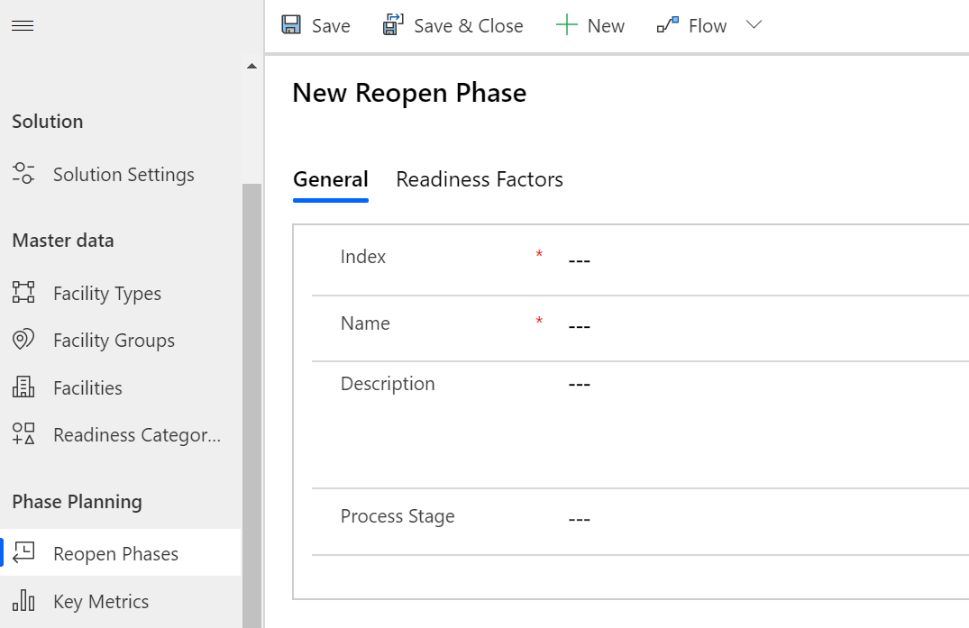 Save
Save & Close
New
Flow
Solution
Solution Settings
Master data
Facility Types
Facility Groups
Facilities
Readiness Categor...
Phase Planning
Reopen Phases
Key Metrics
New Reopen Phase
General
Readiness Factors
Index * ---
Name * ---
Description ---
Process Stage ---